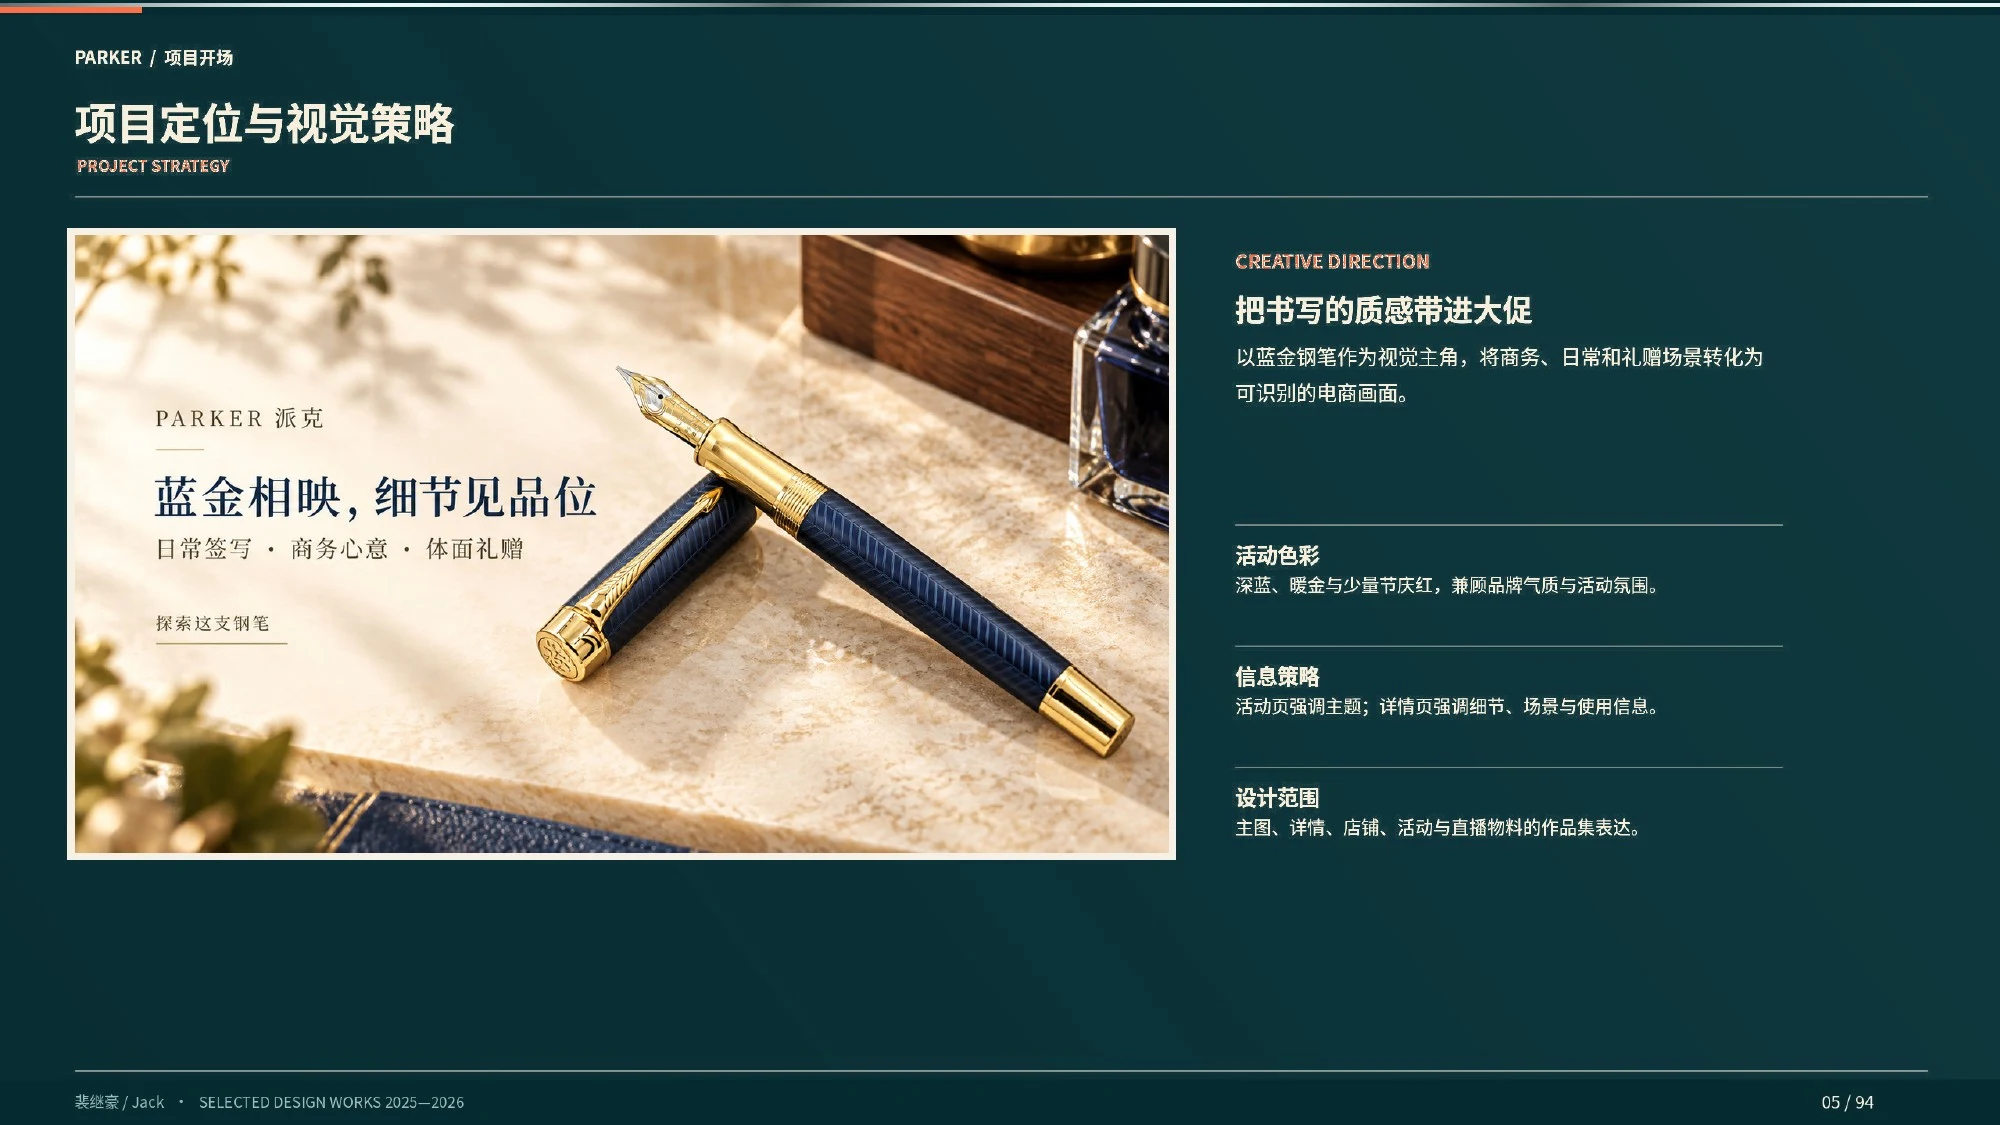 PARKER / 项目开场
项目定位与视觉策略
PROJECT STRATEGY
PARKER 派克
蓝金相映，细节见品位
日常签写 · 商务心意 · 体面礼赠
探索这支钢笔
CREATIVE DIRECTION
把书写的质感带进大促
以蓝金钢笔作为视觉主角，将商务、日常和礼赠场景转化为
可识别的电商画面。
活动色彩
深蓝、暖金与少量节庆红，兼顾品牌气质与活动氛围。
信息策略
活动页强调主题；详情页强调细节、场景与使用信息。
设计范围
主图、详情、店铺、活动与直播物料的作品集表达。
裴继豪 / Jack · SELECTED DESIGN WORKS 2025—2026
05 / 94